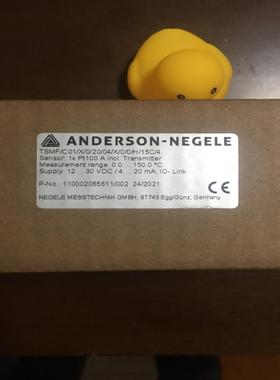 ANDERSON-NEGELE
TSMF/C01/X/0/20/04/X/0/0/H/15C/4
Sensor: 1x Pt100 A incl. Transmitter
Measurement range: 0.0 ... 150.0 °C
Supply: 12 ... 30 VDC / 4 ... 20 mA, IO- Link
P-No.: 110002065611/002 24/2021
NEGELE MESSTECHNIK GMBH, 87743 Egg/Günz, Germany
CE